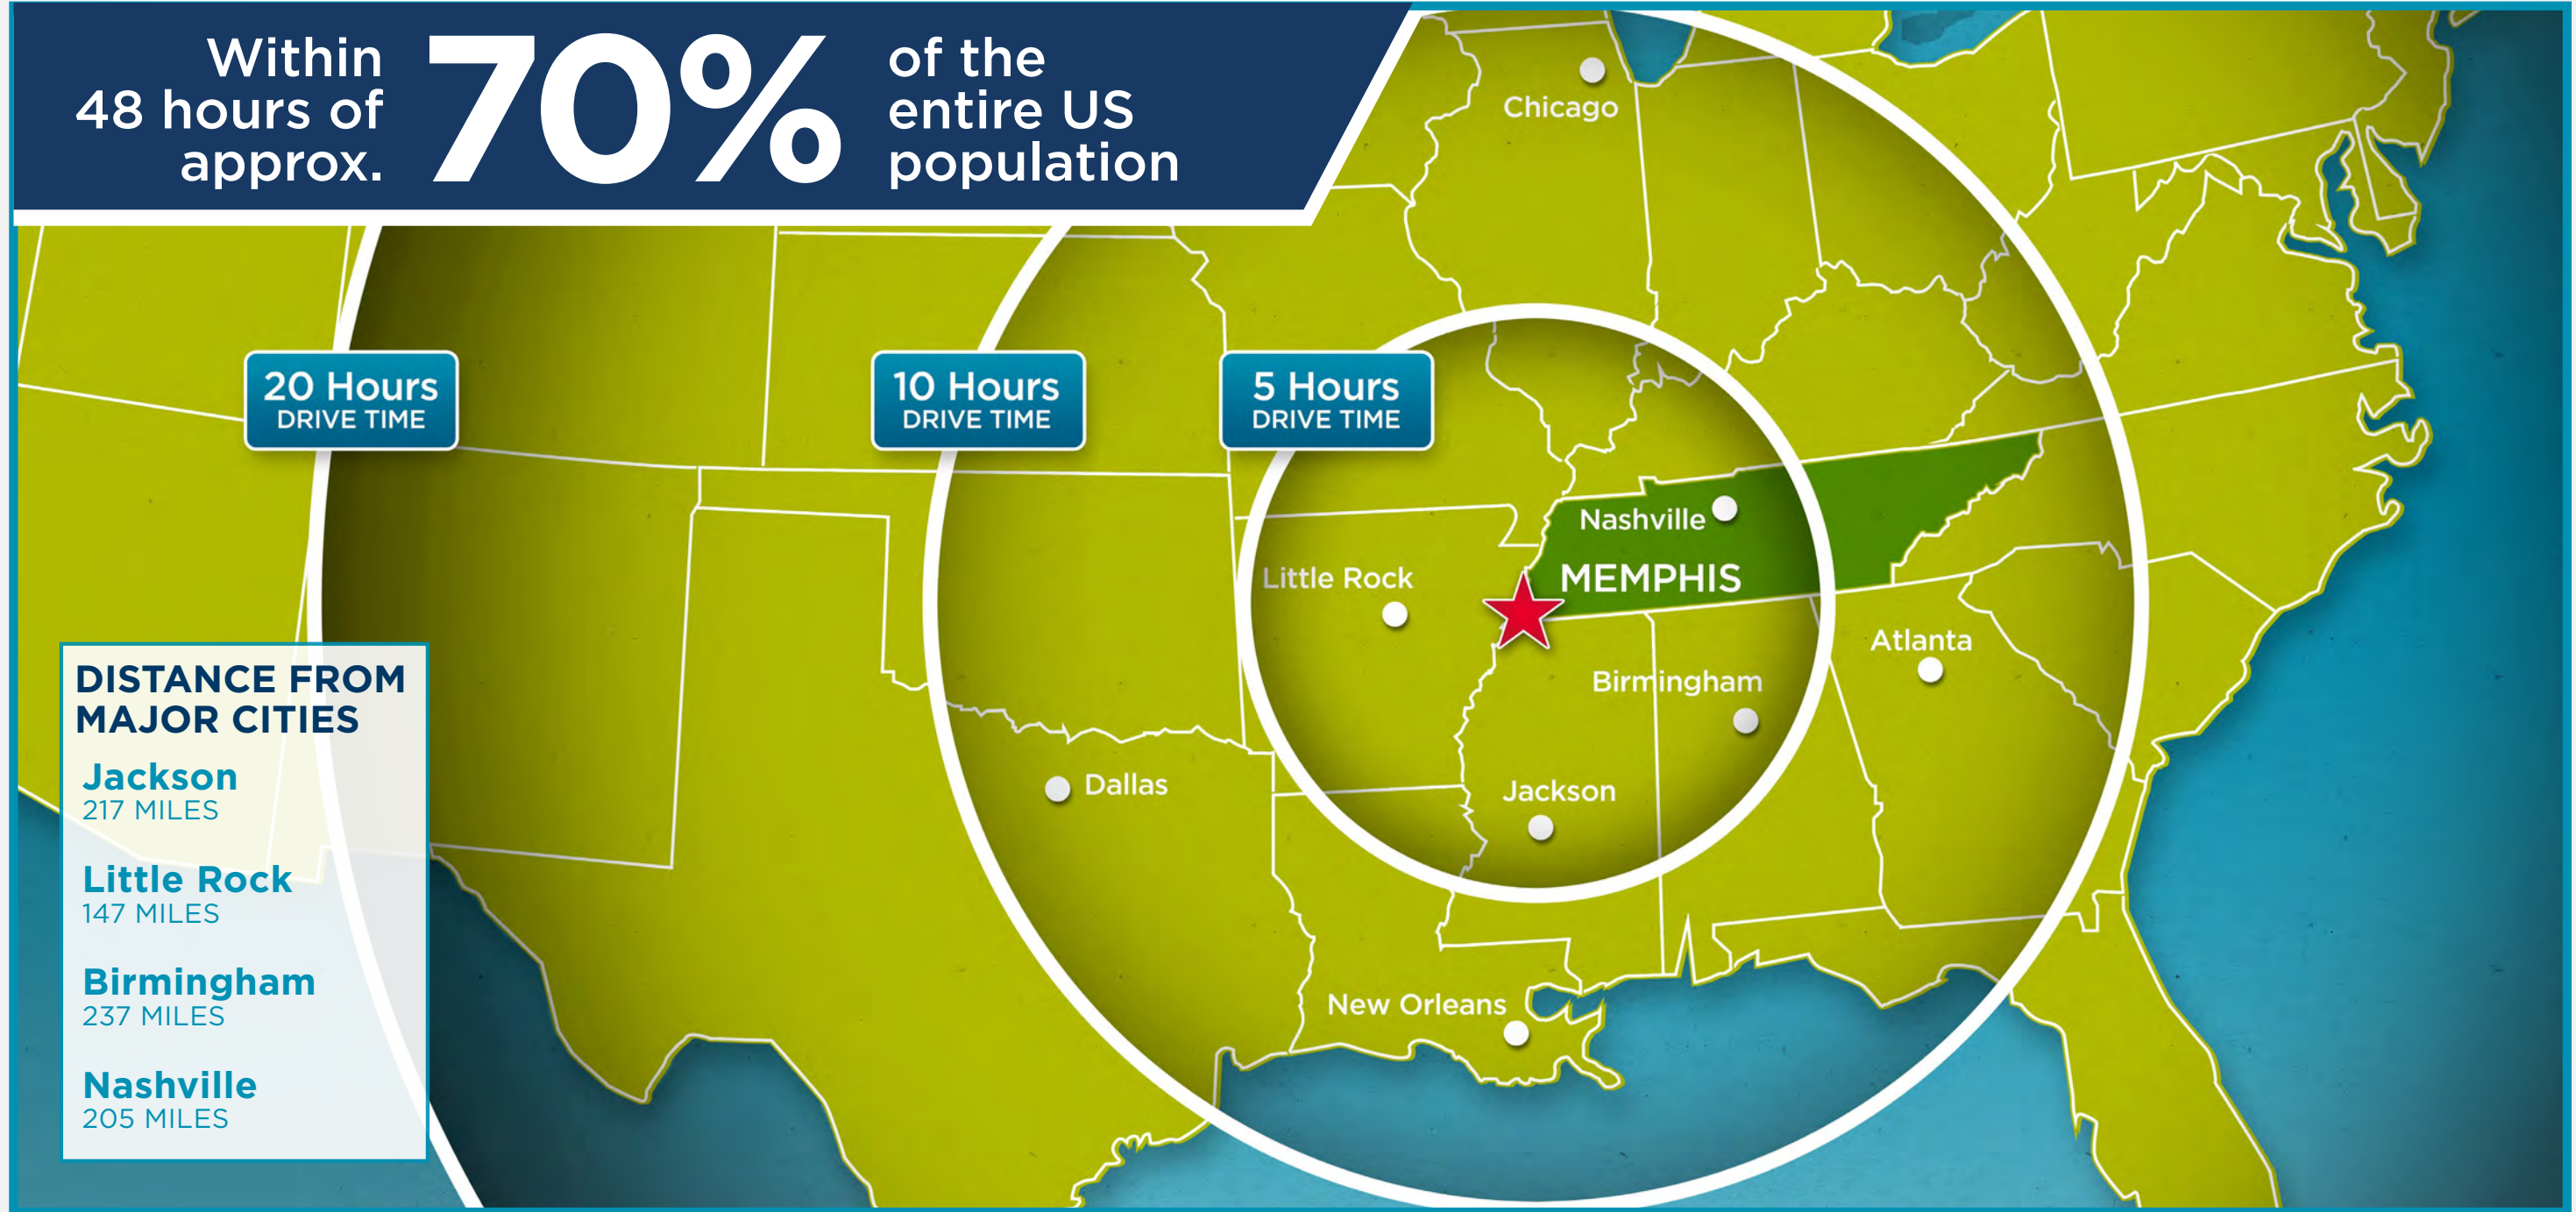 Within
48 hours of
approx.
70%
of the
entire US
population
Chicago
20 Hours
DRIVE TIME
10 Hours
DRIVE TIME
5 Hours
DRIVE TIME
Nashville
MEMPHIS
Little Rock
Atlanta
Birmingham
Dallas
Jackson
New Orleans
DISTANCE FROM
MAJOR CITIES
Jackson
217 MILES
Little Rock
147 MILES
Birmingham
237 MILES
Nashville
205 MILES